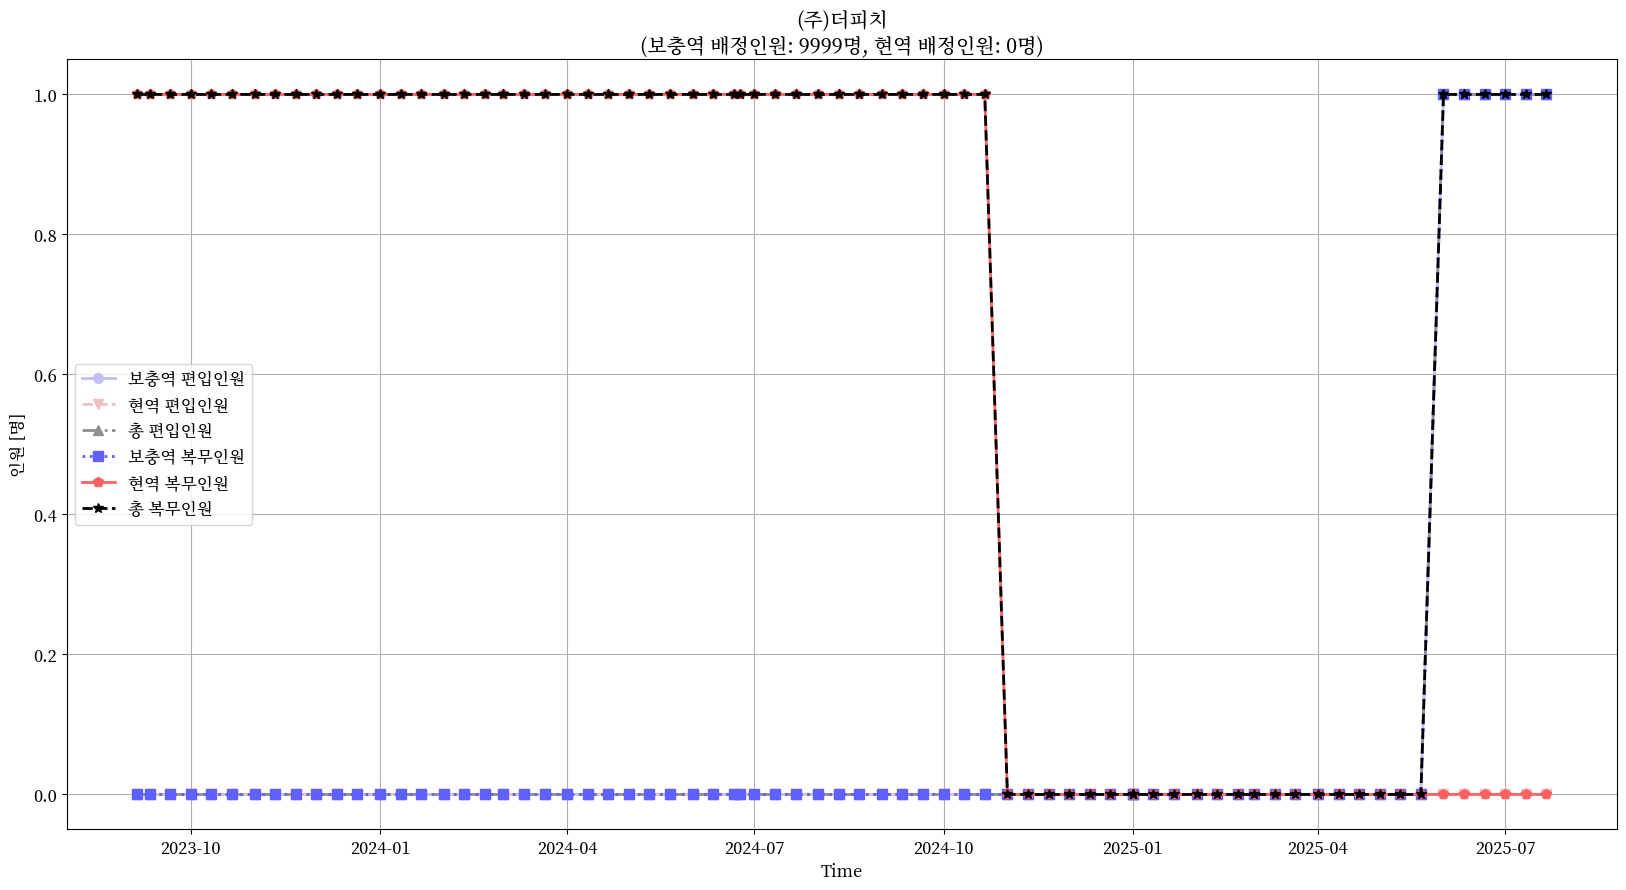 (주)더피치
(보충역 배정인원: 9999명, 현역 배정인원: 0명)
인원 [명]
1.0
0.8
0.6
0.4
0.2
0.0
보충역 편입인원
현역 편입인원
총 편입인원
보충역 복무인원
현역 복무인원
총 복무인원
2023-10
2024-01
2024-04
2024-07
2024-10
2025-01
2025-04
2025-07
Time